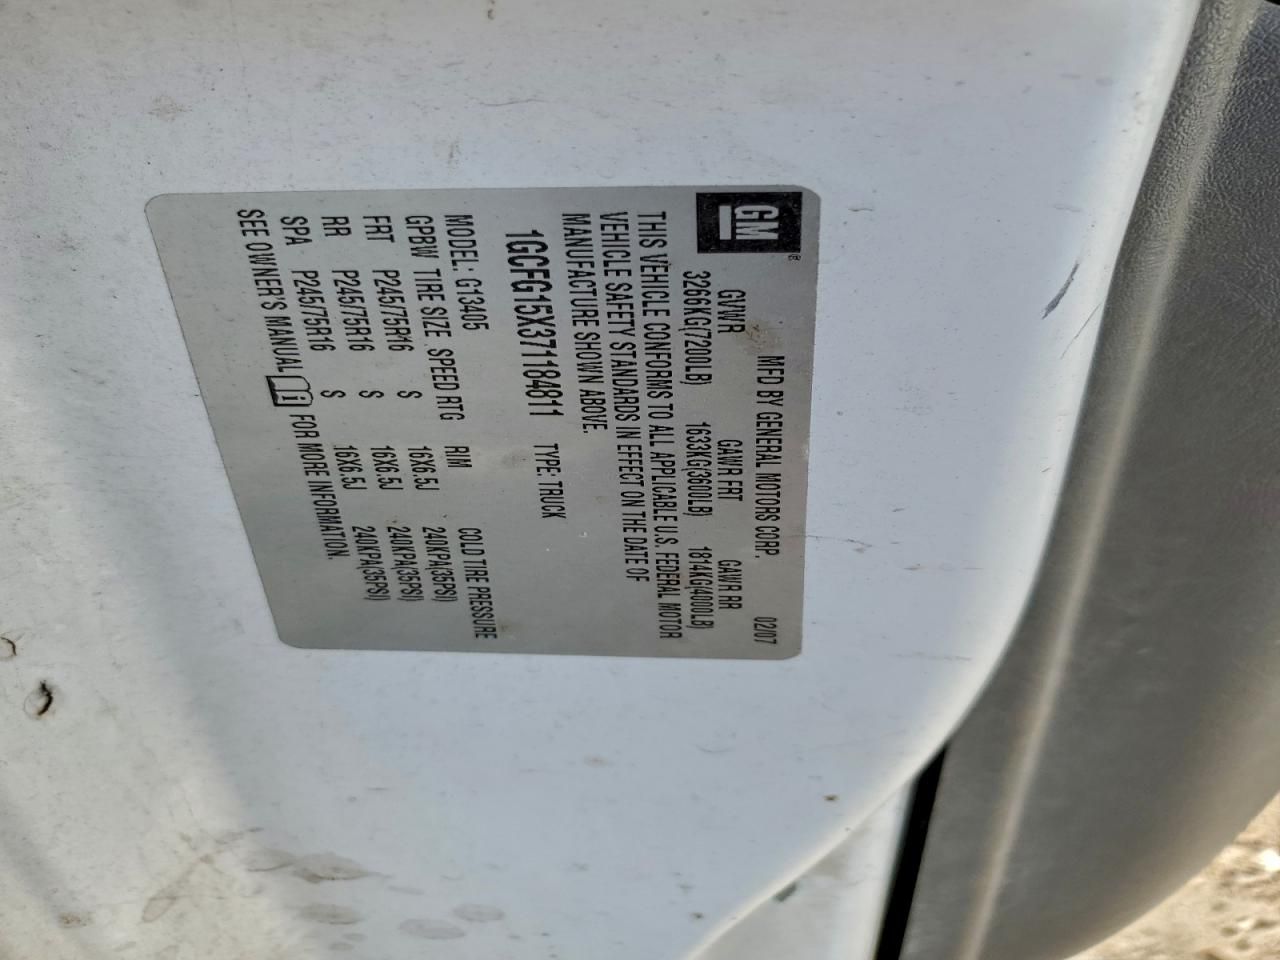 GM®
MFD BY GENERAL MOTORS CORP. 02/07
GVWR GAWR FRT GAWR RR
3266KG(7200LB) 1633KG(3600LB) 1814KG(4000LB)
THIS VEHICLE CONFORMS TO ALL APPLICABLE U.S. FEDERAL MOTOR
VEHICLE SAFETY STANDARDS IN EFFECT ON THE DATE OF
MANUFACTURE SHOWN ABOVE.
1GCFG15X371184811 TYPE: TRUCK
MODEL: G13405
GPBW TIRE SIZE SPEED RTG RIM COLD TIRE PRESSURE
FRT P245/75R16 S 16X6.5J 240KPA(35PSI)
RR P245/75R16 S 16X6.5J 240KPA(35PSI)
SPA P245/75R16 S 16X6.5J 240KPA(35PSI)
SEE OWNER'S MANUAL FOR MORE INFORMATION.